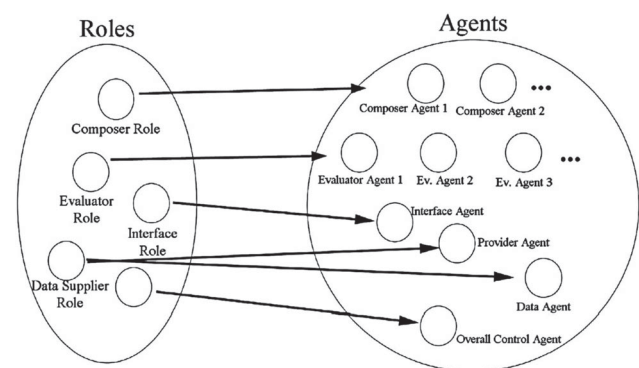 Roles
Agents
Composer Role
Composer Agent 1
Composer Agent 2
...
Evaluator
Role
Evaluator Agent 1
Ev. Agent 2
Ev. Agent 3
...
Interface
Role
Interface Agent
Provider Agent
Data Supplier
Role
Data Agent
Overall Control Agent